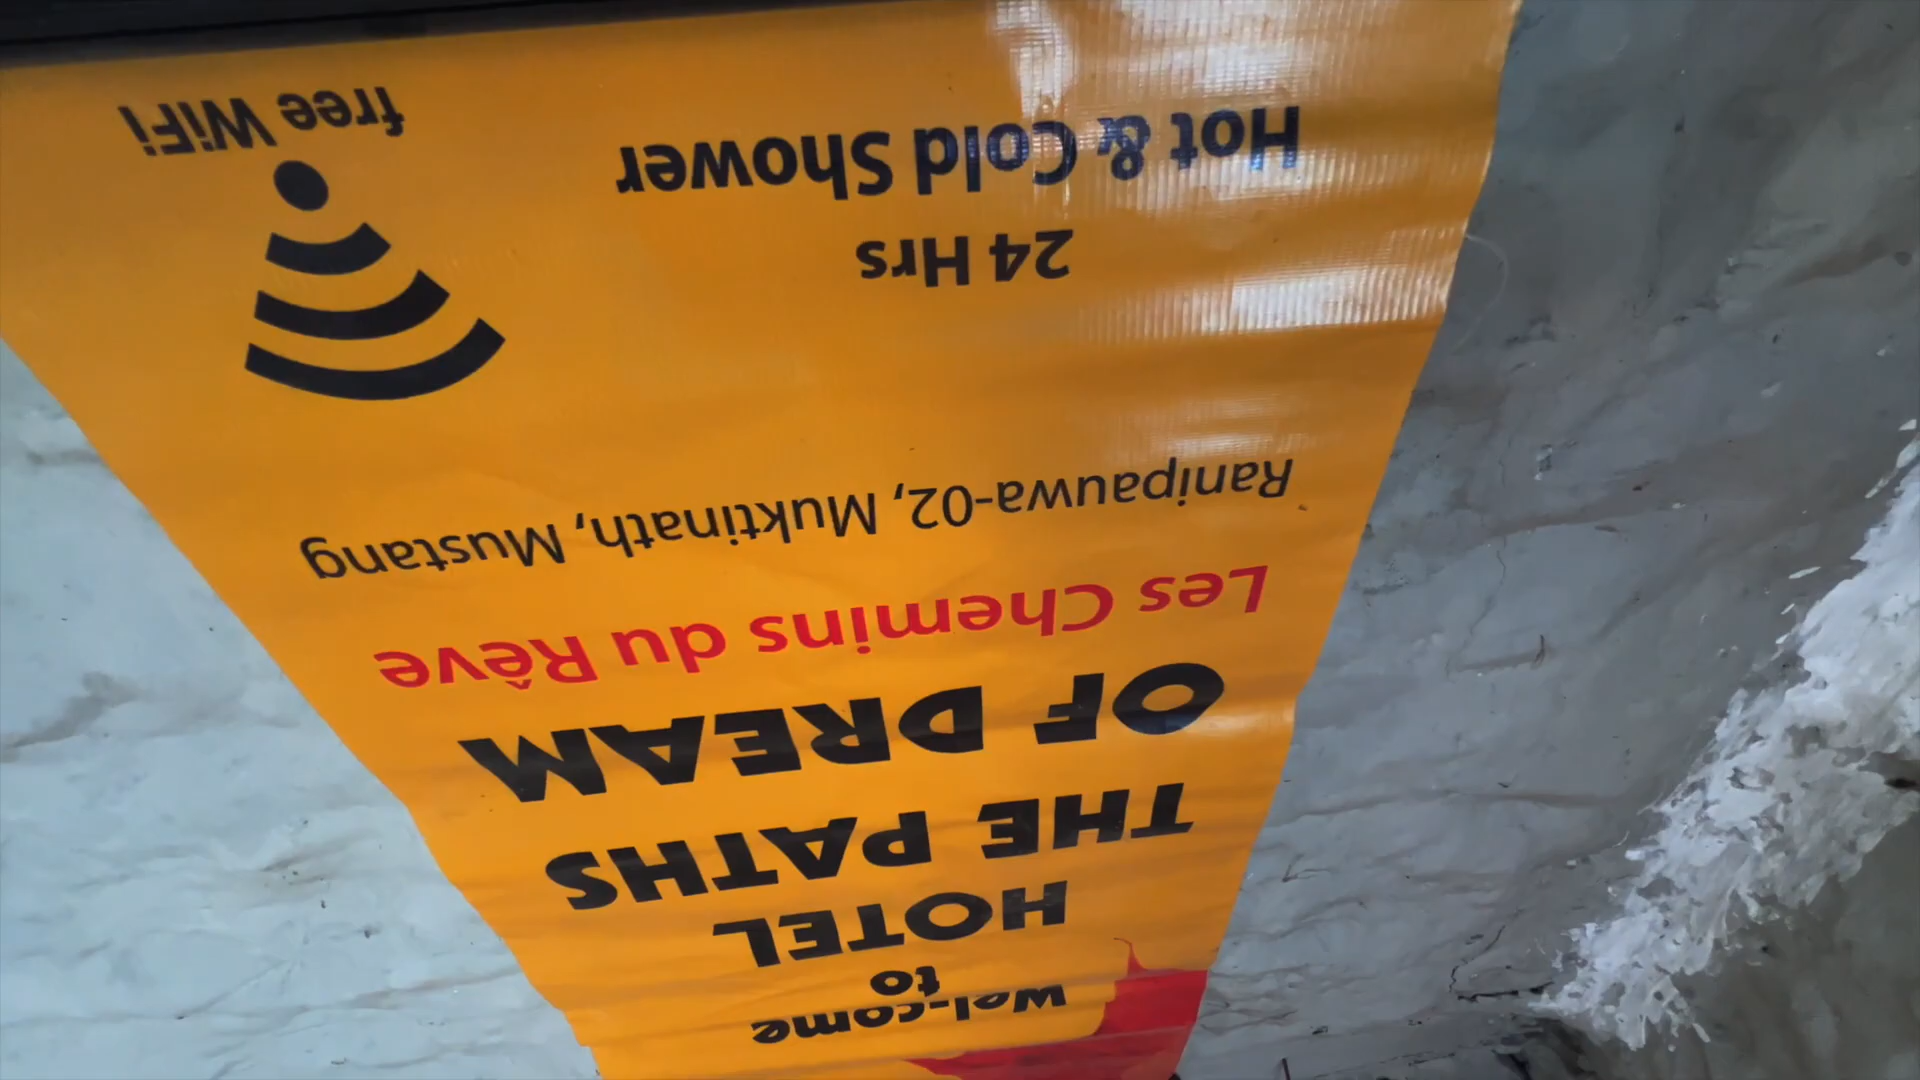 Wel-come
to
HOTEL
THE PATHS
OF DREAM
Les Chemins du Rêve
Ranipauwa-02, Muktinath, Mustang
24 Hrs
Hot & Cold Shower
free WiFi